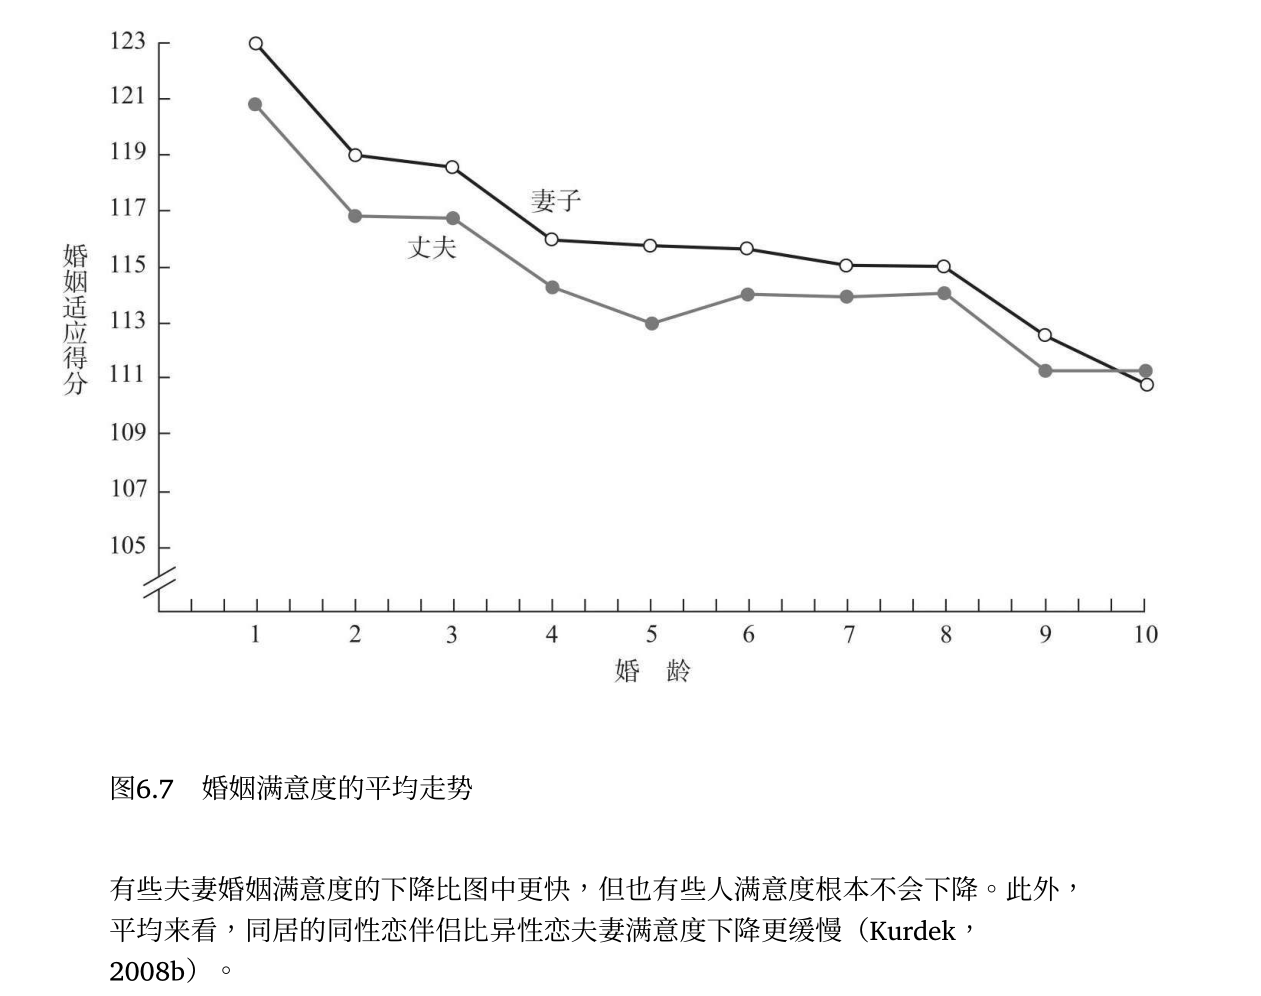 123
121
119
117
115
113
111
109
107
105
婚姻适应得分
妻子
丈夫
1 2 3 4 5 6 7 8 9 10
婚 龄
图6.7 婚姻满意度的平均走势
有些夫妻婚姻满意度的下降比图中更快，但也有些人满意度根本不会下降。此外，
平均来看，同居的同性恋伴侣比异性恋夫妻满意度下降更缓慢（Kurdek，
2008b）。